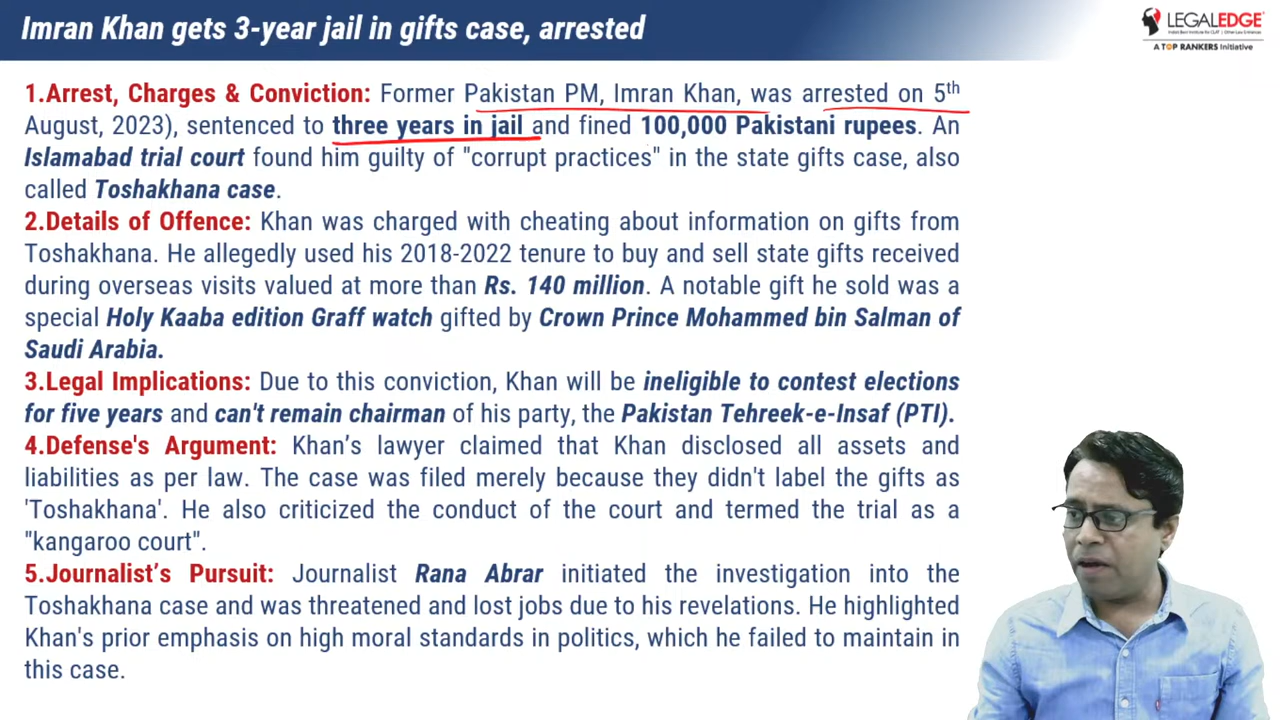 Imran Khan gets 3-year jail in gifts case, arrested
LEGALEDGE
A TOP RANKERS Initiative
1.Arrest, Charges & Conviction: Former Pakistan PM, Imran Khan, was arrested on 5th
August, 2023), sentenced to three years in jail and fined 100,000 Pakistani rupees. An
Islamabad trial court found him guilty of "corrupt practices" in the state gifts case, also
called Toshakhana case.
2.Details of Offence: Khan was charged with cheating about information on gifts from
Toshakhana. He allegedly used his 2018-2022 tenure to buy and sell state gifts received
during overseas visits valued at more than Rs. 140 million. A notable gift he sold was a
special Holy Kaaba edition Graff watch gifted by Crown Prince Mohammed bin Salman of
Saudi Arabia.
3.Legal Implications: Due to this conviction, Khan will be ineligible to contest elections
for five years and can't remain chairman of his party, the Pakistan Tehreek-e-Insaf (PTI).
4.Defense's Argument: Khan’s lawyer claimed that Khan disclosed all assets and
liabilities as per law. The case was filed merely because they didn't label the gifts as
'Toshakhana'. He also criticized the conduct of the court and termed the trial as a
"kangaroo court".
5.Journalist’s Pursuit: Journalist Rana Abrar initiated the investigation into the
Toshakhana case and was threatened and lost jobs due to his revelations. He highlighted
Khan's prior emphasis on high moral standards in politics, which he failed to maintain in
this case.